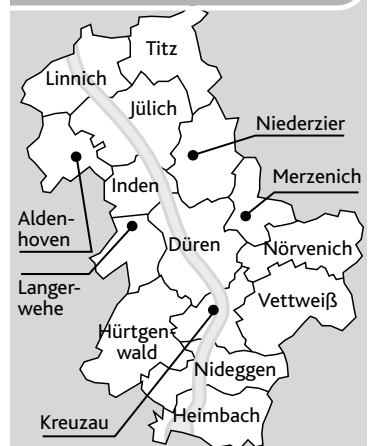 Titz
Linnich
Jülich
Niederzier
Merzenich
Inden
Alden-
hoven
Düren
Nörvenich
Langer-
wehe
Vettweiß
Hürtgen-
wald
Nideggen
Kreuzau
Heimbach